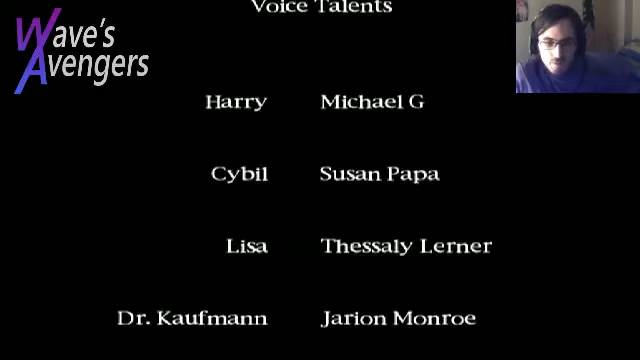 Voice Talents
Wave's
Avengers
Harry Michael G
Cybil Susan Papa
Lisa Thessaly Lerner
Dr. Kaufmann Jarion Monroe